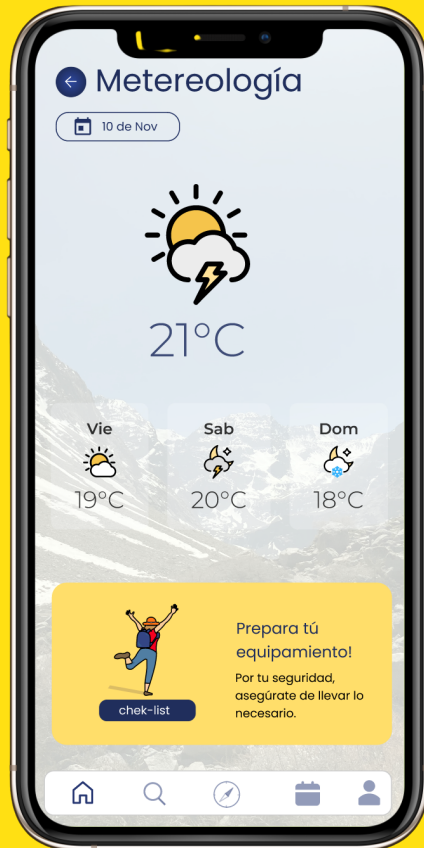 Metereología
10 de Nov
21°C
Vie
Sab
Dom
19°C
20°C
18°C
Prepara tú
equipamiento!
Por tu seguridad,
asegúrate de llevar lo
necesario.
chek-list